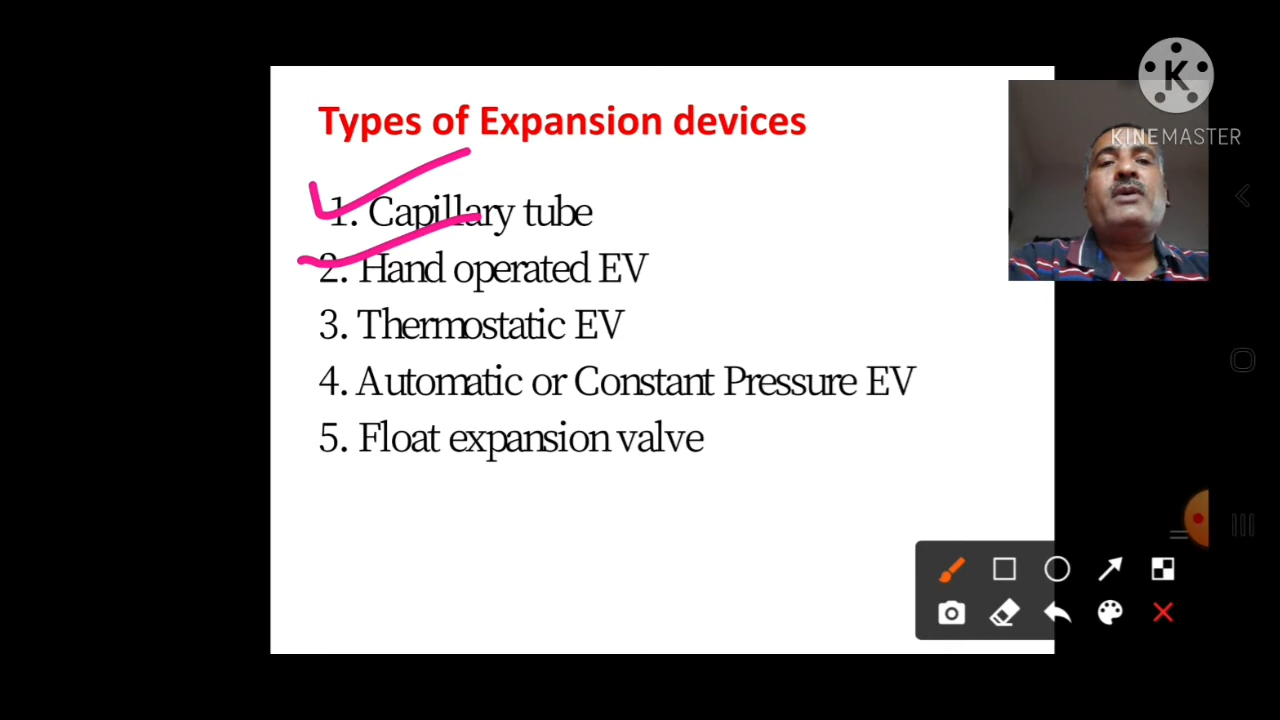 Types of Expansion devices
1. Capillary tube
2. Hand operated EV
3. Thermostatic EV
4. Automatic or Constant Pressure EV
5. Float expansion valve
K
KINEMASTER